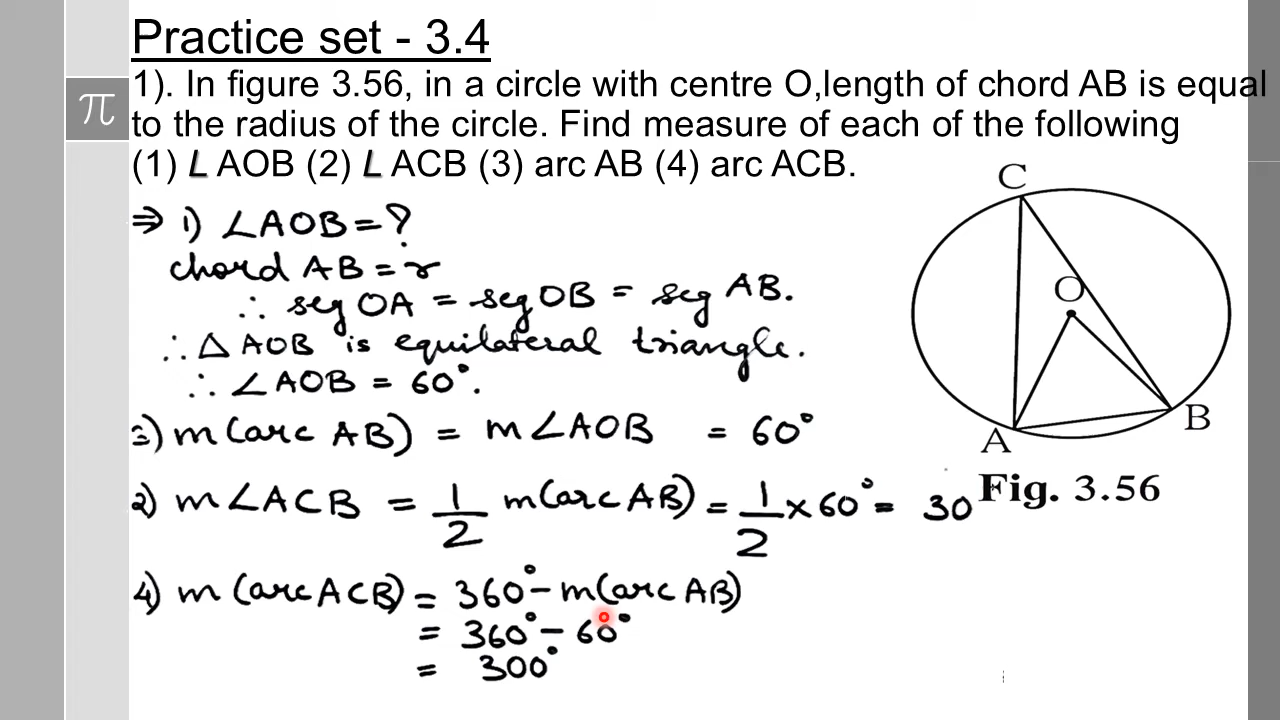 Practice set - 3.4
π
1). In figure 3.56, in a circle with centre O,length of chord AB is equal
to the radius of the circle. Find measure of each of the following
(1) ∠ AOB (2) ∠ ACB (3) arc AB (4) arc ACB.
⇒ 1) ∠AOB = ?
chord AB = r
∴ seg OA = seg OB = seg AB.
∴ △ AOB is equilateral triangle.
∴ ∠AOB = 60°.
3) m(arc AB) = m∠AOB = 60°
2) m∠ACB = 1/2 m(arc AB) = 1/2 × 60° = 30
4) m(arc ACB) = 360° - m(arc AB)
= 360° - 60°
= 300°
C
O
A
B
Fig. 3.56